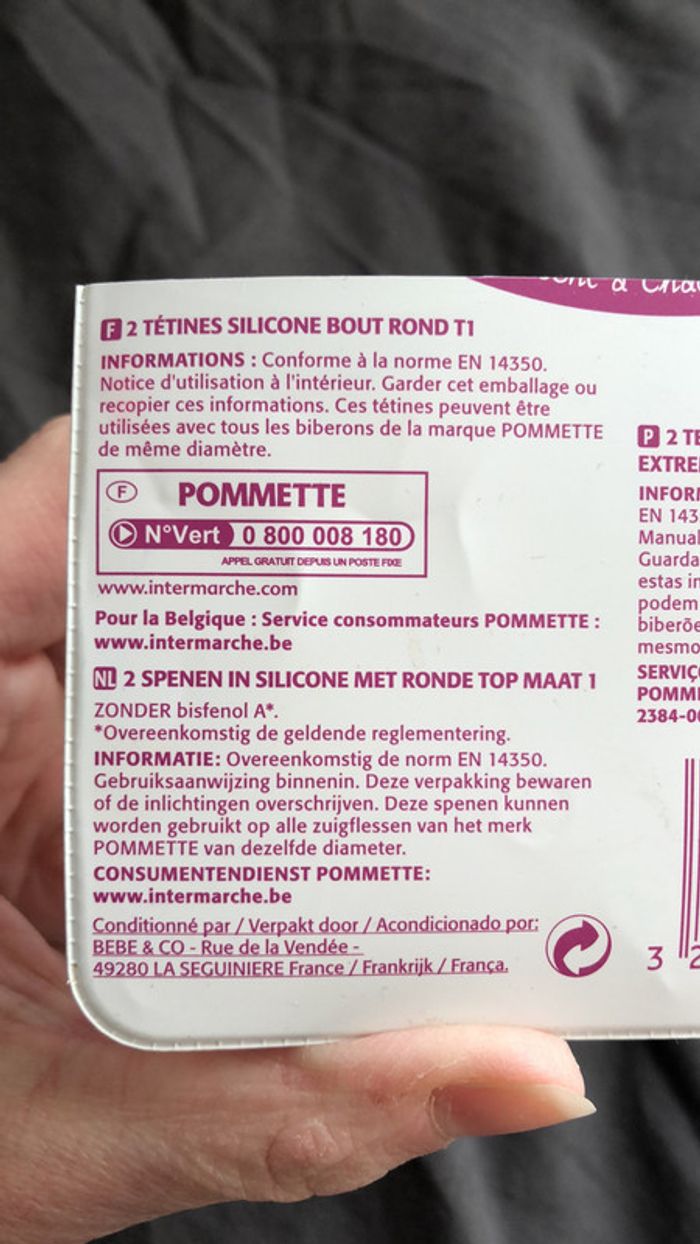 F 2 TÉTINES SILICONE BOUT ROND T1
INFORMATIONS : Conforme à la norme EN 14350.
Notice d'utilisation à l'intérieur. Garder cet emballage ou
recopier ces informations. Ces tétines peuvent être
utilisées avec tous les biberons de la marque POMMETTE
de même diamètre.
F POMMETTE
N°Vert 0 800 008 180
APPEL GRATUIT DEPUIS UN POSTE FIXE
www.intermarche.com
Pour la Belgique : Service consommateurs POMMETTE :
www.intermarche.be
NL 2 SPENEN IN SILICONE MET RONDE TOP MAAT 1
ZONDER bisfenol A*.
*Overeenkomstig de geldende reglementering.
INFORMATIE: Overeenkomstig de norm EN 14350.
Gebruiksaanwijzing binnenin. Deze verpakking bewaren
of de inlichtingen overschrijven. Deze spenen kunnen
worden gebruikt op alle zuigflessen van het merk
POMMETTE van dezelfde diameter.
CONSUMENTENDIENST POMMETTE:
www.intermarche.be
Conditionné par / Verpakt door / Acondicionado por:
BEBE & CO - Rue de la Vendée -
49280 LA SEGUINIERE France / Frankrijk / França.
à
P 2 TE
EXTRE
INFOR
EN 143
Manual
Guarda
estas in
podem
biberõe
mesmo
SERVIÇ
POMM
2384-0
3 2